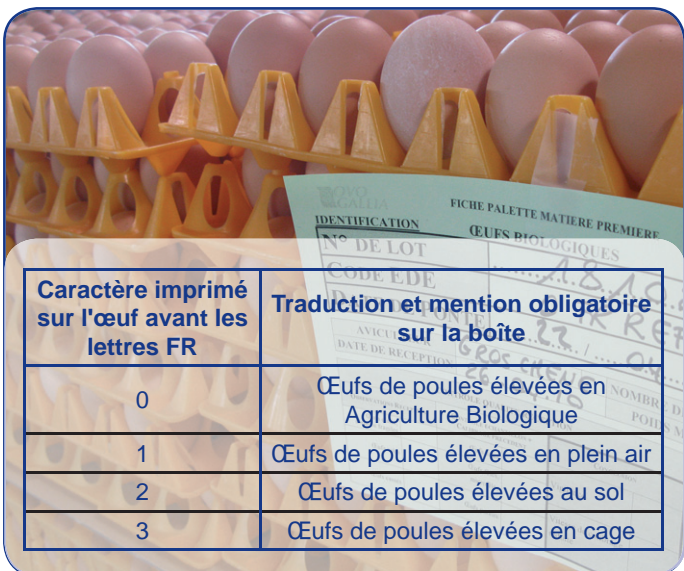 OVO
GALLIA
FICHE PALETTE MATIERE PREMIERE
IDENTIFICATION
ŒUFS BIOLOGIQUES
N° DE LOT
CODE EDE
DATE DE PONTE
DATE DE RECEPTION
Caractère imprimé
sur l'œuf avant les
lettres FR
Traduction et mention obligatoire
sur la boîte
0
Œufs de poules élevées en
Agriculture Biologique
1
Œufs de poules élevées en plein air
2
Œufs de poules élevées au sol
3
Œufs de poules élevées en cage